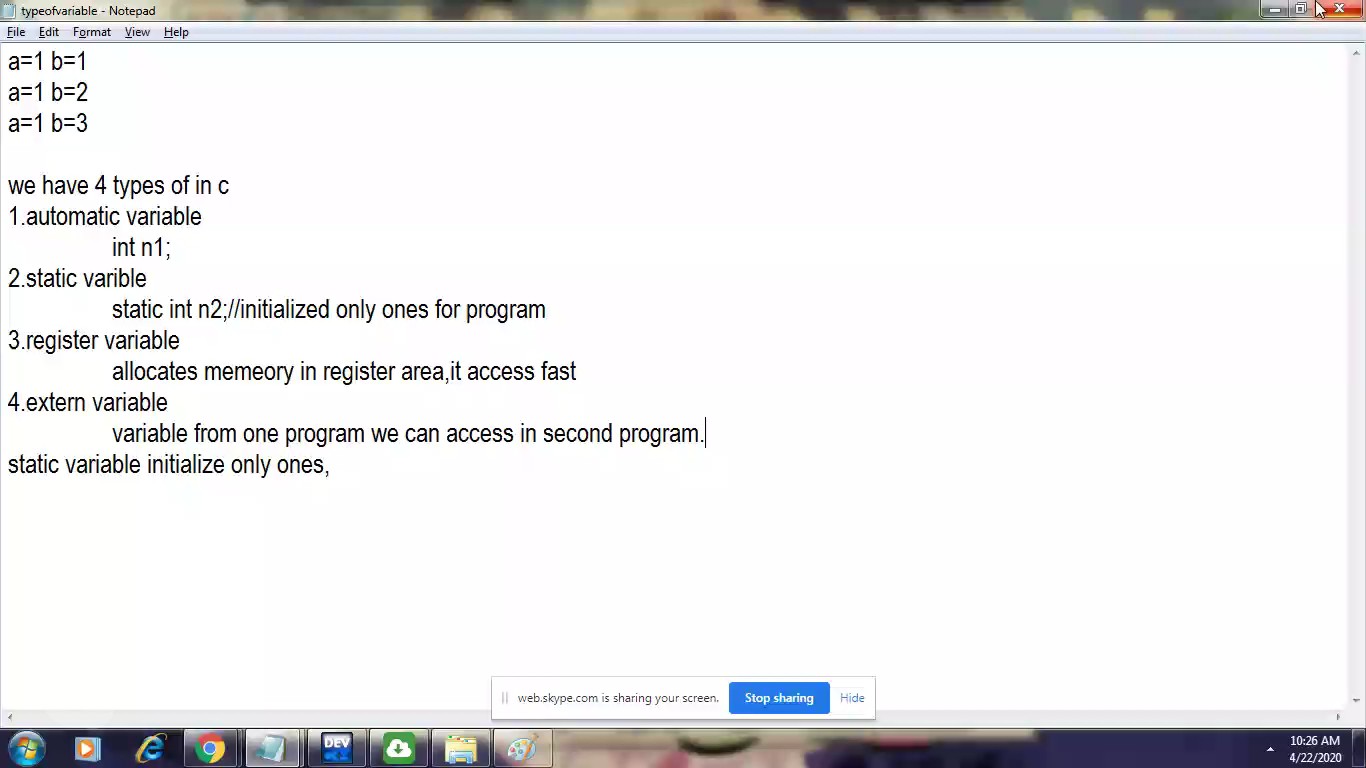 typeofvariable - Notepad
File Edit Format View Help
a=1 b=1
a=1 b=2
a=1 b=3
we have 4 types of in c
1.automatic variable
int n1;
2.static varible
static int n2;//initialized only ones for program
3.register variable
allocates memeory in register area,it access fast
4.extern variable
variable from one program we can access in second program.
static variable initialize only ones,
web.skype.com is sharing your screen. Stop sharing Hide
DEV
10:26 AM
4/22/2020